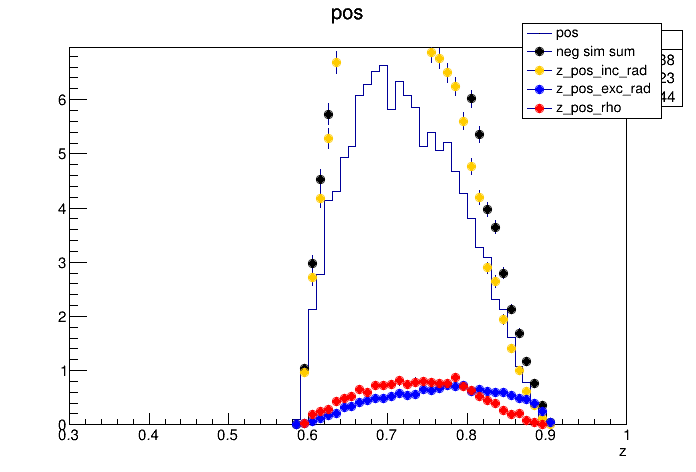 pos
pos
neg sim sum
z_pos_inc_rad
z_pos_exc_rad
z_pos_rho
38
23
44
6
5
4
3
2
1
0
0.3 0.4 0.5 0.6 0.7 0.8 0.9 1
z